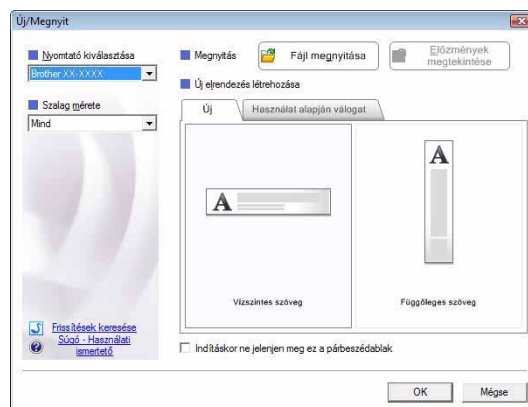 Új/Megnyit
Nyomtató kiválasztása
Brother XX-XXXX
Szalag mérete
Mind
Megnyitás
Fájl megnyitása
Előzmények
megtekintése
Új elrendezés létrehozása
Új
Használat alapján válogat
A
Vízszintes szöveg
A
Függőleges szöveg
Frissítések keresése
Súgó - Használati
ismertető
Indításkor ne jelenjen meg ez a párbeszédablak
OK
Mégse